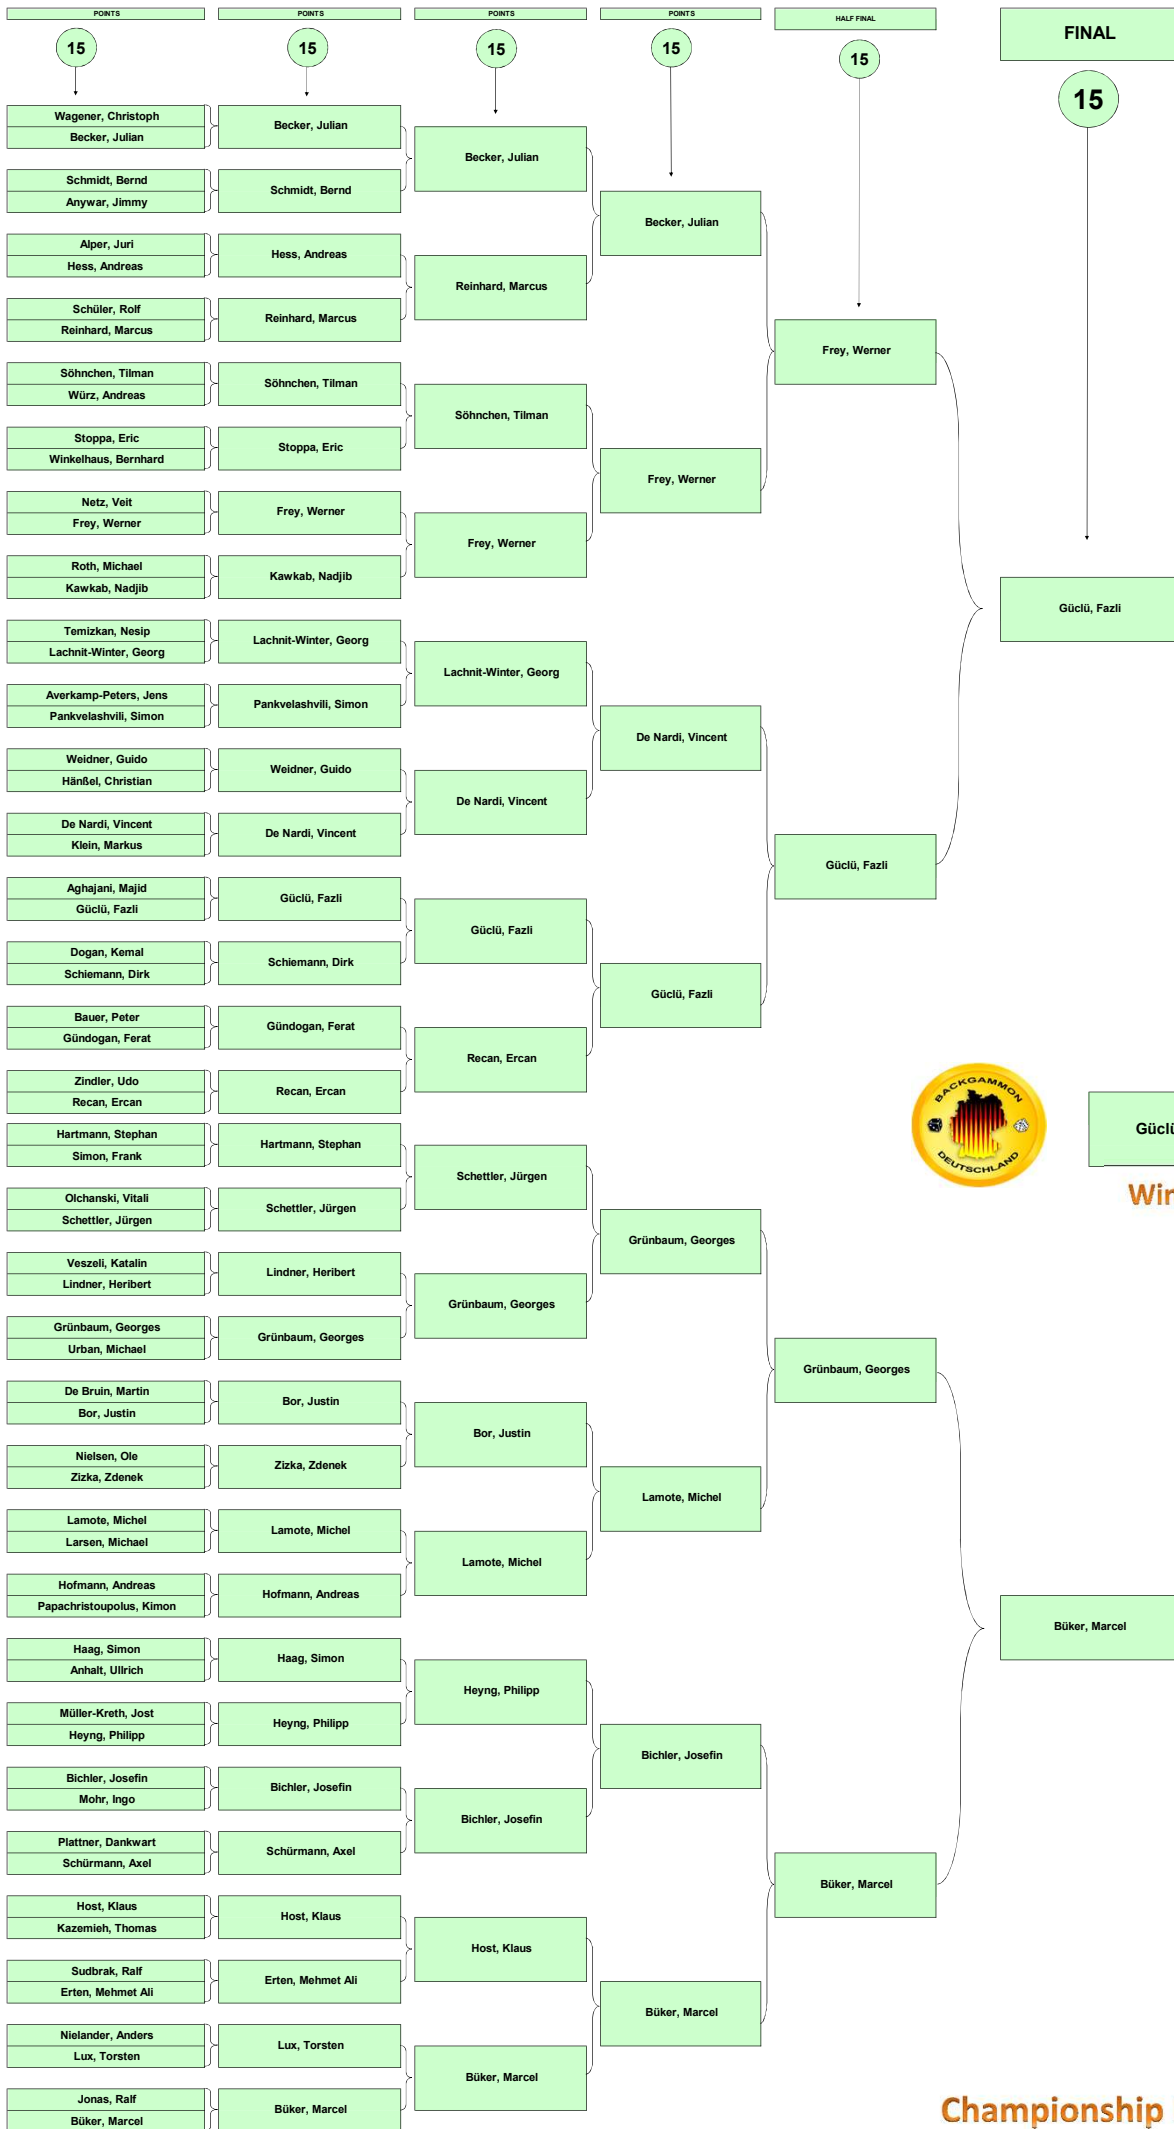 POINTS
POINTS
POINTS
POINTS
HALF FINAL
FINAL
15
15
15
15
15
15
Wagener, Christoph
Becker, Julian
Schmidt, Bernd
Anywar, Jimmy
Alper, Juri
Hess, Andreas
Schüler, Rolf
Reinhard, Marcus
Söhnchen, Tilman
Würz, Andreas
Stoppa, Eric
Winkelhaus, Bernhard
Netz, Veit
Frey, Werner
Roth, Michael
Kawkab, Nadjib
Temizkan, Nesip
Lachnit-Winter, Georg
Averkamp-Peters, Jens
Pankvelashvili, Simon
Weidner, Guido
Hänßel, Christian
De Nardi, Vincent
Klein, Markus
Aghajani, Majid
Güclü, Fazli
Dogan, Kemal
Schiemann, Dirk
Bauer, Peter
Gündogan, Ferat
Zindler, Udo
Recan, Ercan
Hartmann, Stephan
Simon, Frank
Olchanski, Vitali
Schettler, Jürgen
Veszeli, Katalin
Lindner, Heribert
Grünbaum, Georges
Urban, Michael
De Bruin, Martin
Bor, Justin
Nielsen, Ole
Zizka, Zdenek
Lamote, Michel
Larsen, Michael
Hofmann, Andreas
Papachristoupolus, Kimon
Haag, Simon
Anhalt, Ullrich
Müller-Kreth, Jost
Heyng, Philipp
Bichler, Josefin
Mohr, Ingo
Plattner, Dankwart
Schürmann, Axel
Host, Klaus
Kazemieh, Thomas
Sudbrak, Ralf
Erten, Mehmet Ali
Nielander, Anders
Lux, Torsten
Jonas, Ralf
Büker, Marcel
Becker, Julian
Schmidt, Bernd
Hess, Andreas
Reinhard, Marcus
Söhnchen, Tilman
Stoppa, Eric
Frey, Werner
Kawkab, Nadjib
Lachnit-Winter, Georg
Pankvelashvili, Simon
Weidner, Guido
De Nardi, Vincent
Güclü, Fazli
Schiemann, Dirk
Gündogan, Ferat
Recan, Ercan
Hartmann, Stephan
Schettler, Jürgen
Lindner, Heribert
Grünbaum, Georges
Bor, Justin
Zizka, Zdenek
Lamote, Michel
Hofmann, Andreas
Haag, Simon
Heyng, Philipp
Bichler, Josefin
Schürmann, Axel
Host, Klaus
Erten, Mehmet Ali
Lux, Torsten
Büker, Marcel
Becker, Julian
Reinhard, Marcus
Söhnchen, Tilman
Frey, Werner
Lachnit-Winter, Georg
De Nardi, Vincent
Güclü, Fazli
Recan, Ercan
Schettler, Jürgen
Grünbaum, Georges
Bor, Justin
Lamote, Michel
Heyng, Philipp
Bichler, Josefin
Host, Klaus
Büker, Marcel
Becker, Julian
Frey, Werner
De Nardi, Vincent
Güclü, Fazli
Grünbaum, Georges
Lamote, Michel
Bichler, Josefin
Büker, Marcel
Frey, Werner
Güclü, Fazli
Grünbaum, Georges
Büker, Marcel
Güclü, Fazli
Büker, Marcel
BACKGAMMON
DEUTSCHLAND
Güclü
Win
Championship